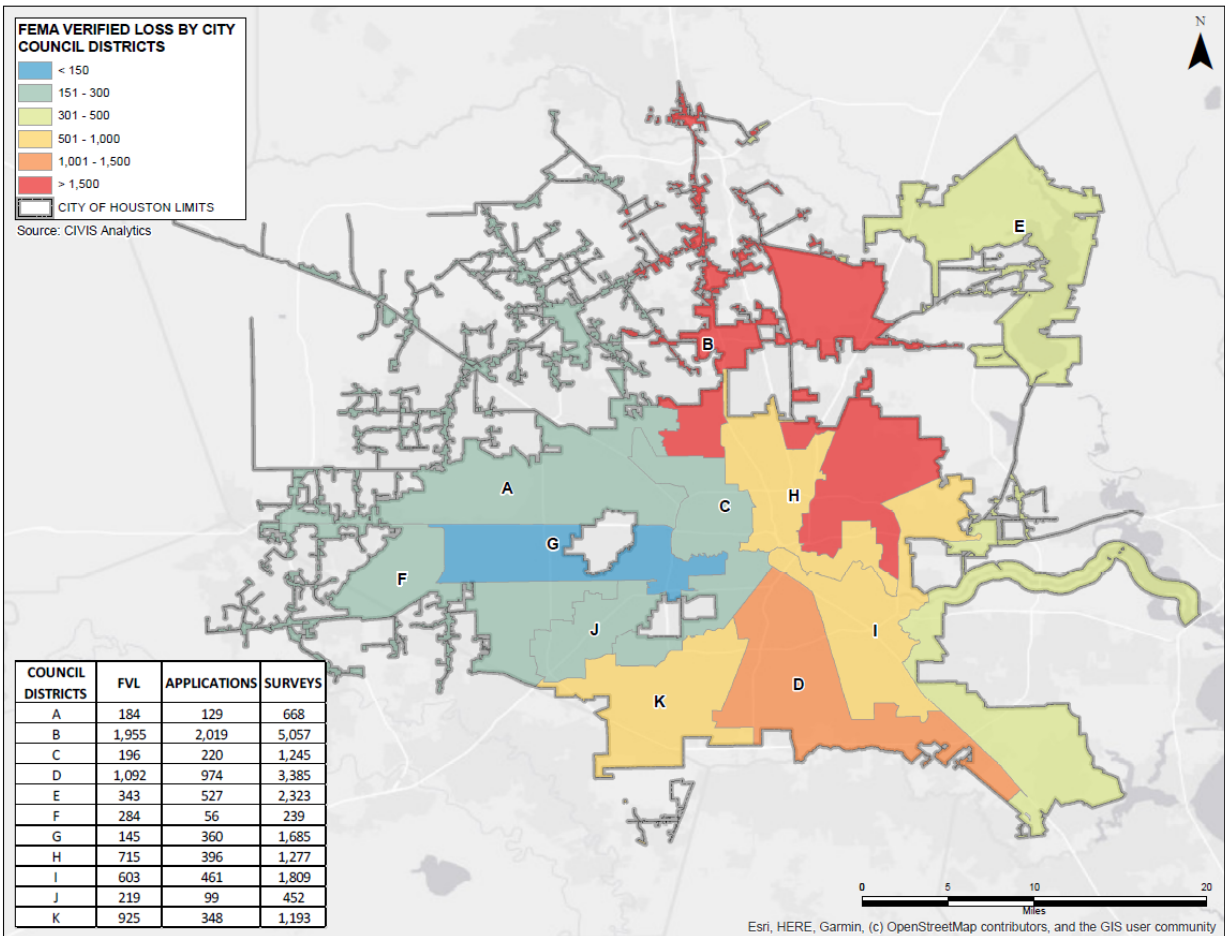 FEMA VERIFIED LOSS BY CITY
COUNCIL DISTRICTS
< 150
151 - 300
301 - 500
501 - 1,000
1,001 - 1,500
> 1,500
CITY OF HOUSTON LIMITS
Source: CIVIS Analytics
N
E
B
A
C
H
G
F
J
I
K
D
COUNCIL DISTRICTS FVL APPLICATIONS SURVEYS
A 184 129 668
B 1,955 2,019 5,057
C 196 220 1,245
D 1,092 974 3,385
E 343 527 2,323
F 284 56 239
G 145 360 1,685
H 715 396 1,277
I 603 461 1,809
J 219 99 452
K 925 348 1,193
0 5 10 20
Miles
Esri, HERE, Garmin, (c) OpenStreetMap contributors, and the GIS user community